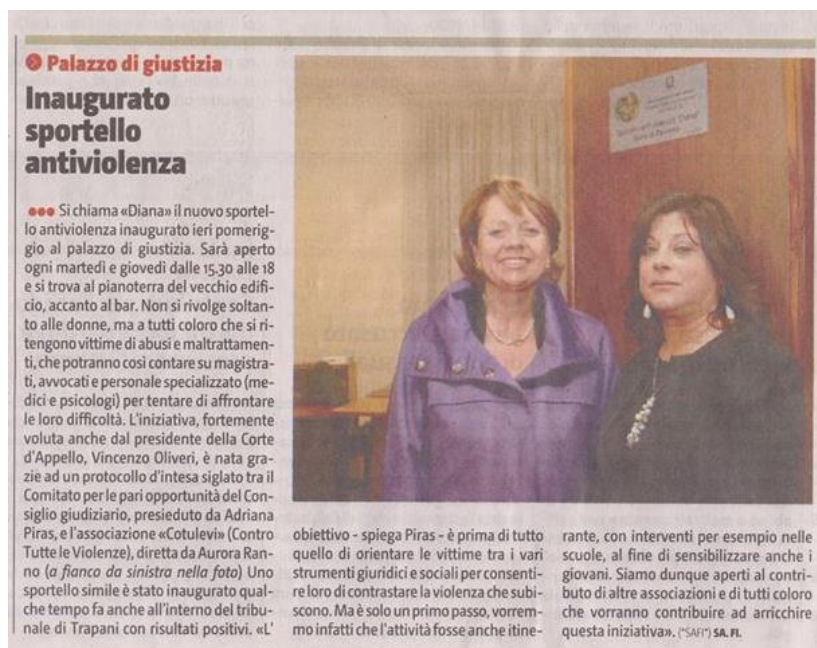 Palazzo di giustizia
Inaugurato
sportello
antiviolenza
Si chiama «Diana» il nuovo sportel-
lo antiviolenza inaugurato ieri pomerig-
gio al palazzo di giustizia. Sarà aperto
ogni martedì e giovedì dalle 15.30 alle 18
e si trova al pianoterra del vecchio edifi-
cio, accanto al bar. Non si rivolge soltan-
to alle donne, ma a tutti coloro che si ri-
tengono vittime di abusi e maltrattamen-
ti, che potranno così contare su magistra-
ti, avvocati e personale specializzato (me-
dici e psicologi) per tentare di affrontare
le loro difficoltà. L'iniziativa, fortemente
voluta anche dal presidente della Corte
d'Appello, Vincenzo Oliveri, è nata gra-
zie ad un protocollo d'intesa siglato tra il
Comitato per le pari opportunità del Con-
siglio giudiziario, presieduto da Adriana
Piras, e l'associazione «Cotulevi» (Contro
Tutte le Violenze), diretta da Aurora Ran-
no (a fianco da sinistra nella foto) Uno
sportello simile è stato inaugurato qual-
che tempo fa anche all'interno del tribu-
nale di Trapani con risultati positivi. «L'
obiettivo - spiega Piras - è prima di tutto
quello di orientare le vittime tra i vari
strumenti giuridici e sociali per consenti-
re loro di contrastare la violenza che subi-
scono. Ma è solo un primo passo, vorrem-
mo infatti che l'attività fosse anche itine-
rante, con interventi per esempio nelle
scuole, al fine di sensibilizzare anche i
giovani. Siamo dunque aperti al contri-
buto di altre associazioni e di tutti coloro
che vorranno contribuire ad arricchire
questa iniziativa». (*SAFI*) SA. FI.